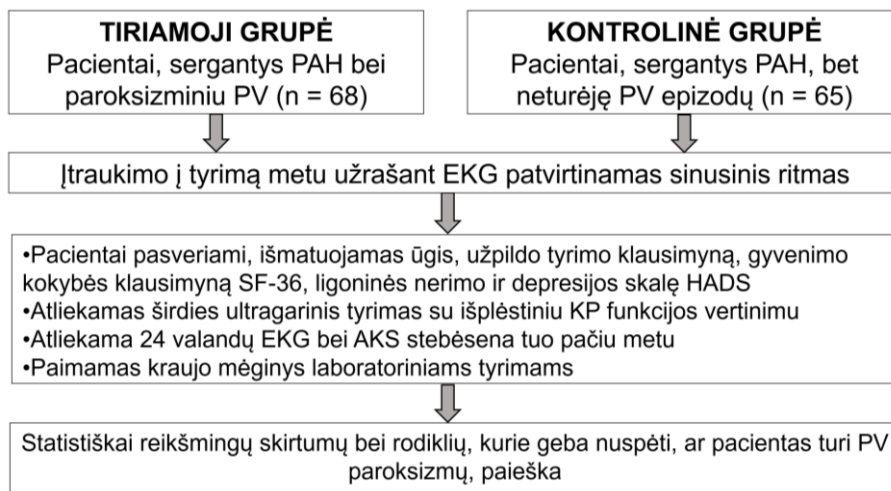 TIRIAMOJI GRUPĖ
Pacientai, sergantys PAH bei
paroksizminiu PV (n = 68)
KONTROLINĖ GRUPĖ
Pacientai, sergantys PAH, bet
neturėję PV epizodų (n = 65)
Įtraukimo į tyrimą metu užrašant EKG patvirtinamas sinusinis ritmas
•Pacientai pasveriami, išmatuojamas ūgis, užpildo tyrimo klausimyną, gyvenimo
kokybės klausimyną SF-36, ligoninės nerimo ir depresijos skalę HADS
•Atliekamas širdies ultragarinis tyrimas su išplėstiniu KP funkcijos vertinimu
•Atliekama 24 valandų EKG bei AKS stebėsena tuo pačiu metu
•Paimamas kraujo mėginys laboratoriniams tyrimams
Statistiškai reikšmingų skirtumų bei rodiklių, kurie geba nuspėti, ar pacientas turi PV
paroksizmų, paieška